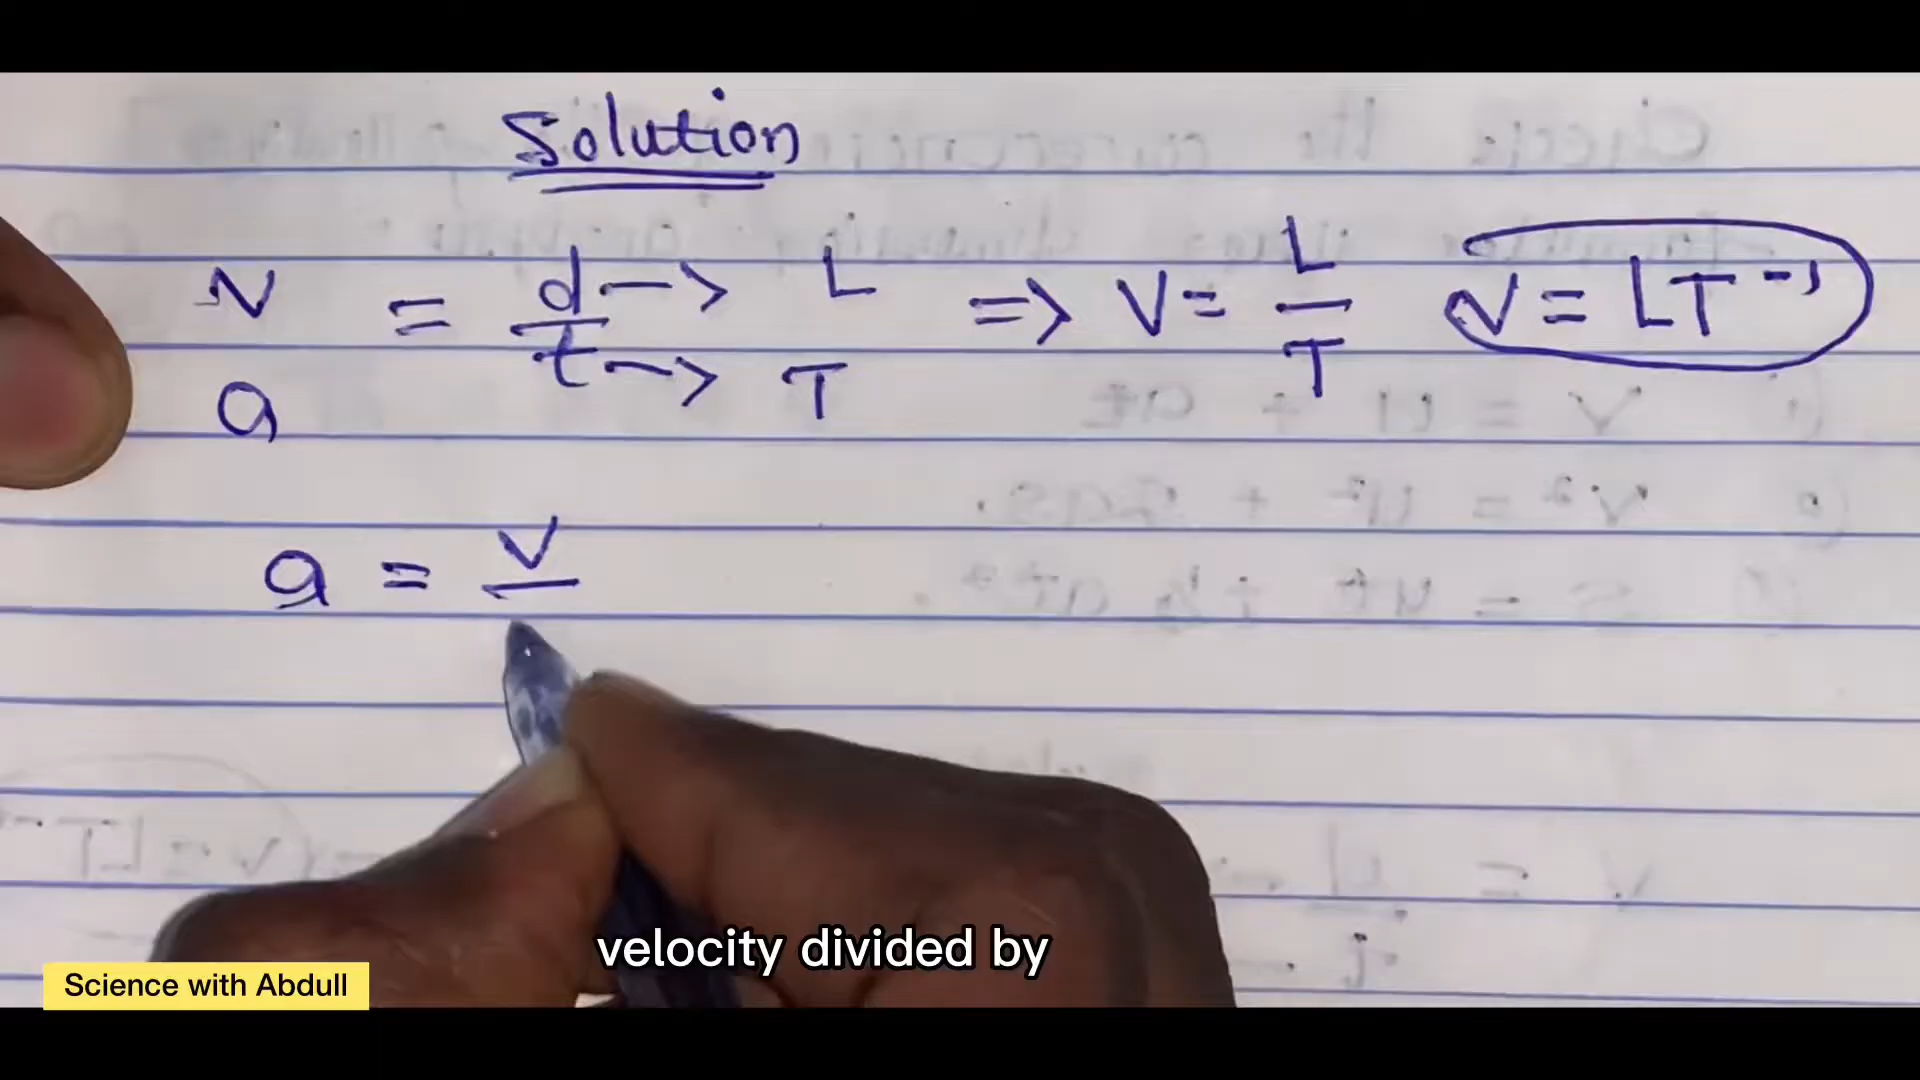 Solution
V = d/t --> L => V = L/T V = LT⁻¹
--> T
a
a = V/
velocity divided by
Science with Abdull